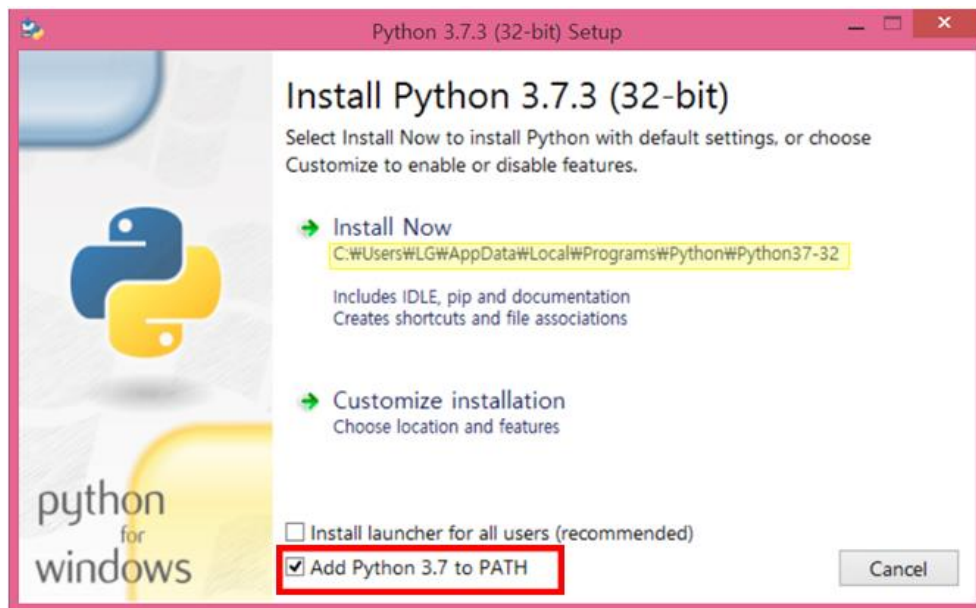 Python 3.7.3 (32-bit) Setup
Install Python 3.7.3 (32-bit)
Select Install Now to install Python with default settings, or choose
Customize to enable or disable features.
Install Now
C:₩Users₩LG₩AppData₩Local₩Programs₩Python₩Python37-32
Includes IDLE, pip and documentation
Creates shortcuts and file associations
Customize installation
Choose location and features
python
for
windows
Install launcher for all users (recommended)
Add Python 3.7 to PATH
Cancel